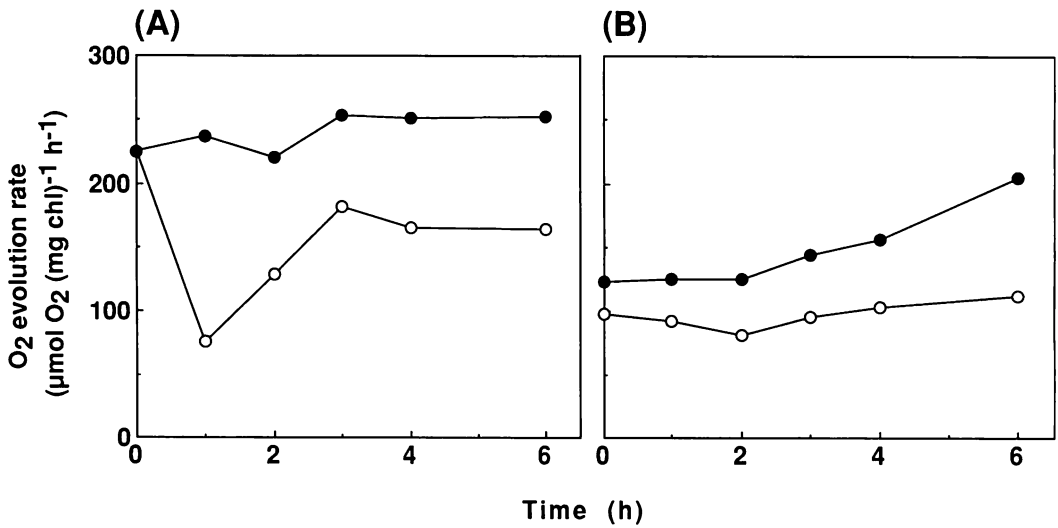 (A)
(B)
O2 evolution rate
(µmol O2 (mg chl)-1 h-1)
300
200
100
0
0 2 4 6
0 2 4 6
Time (h)